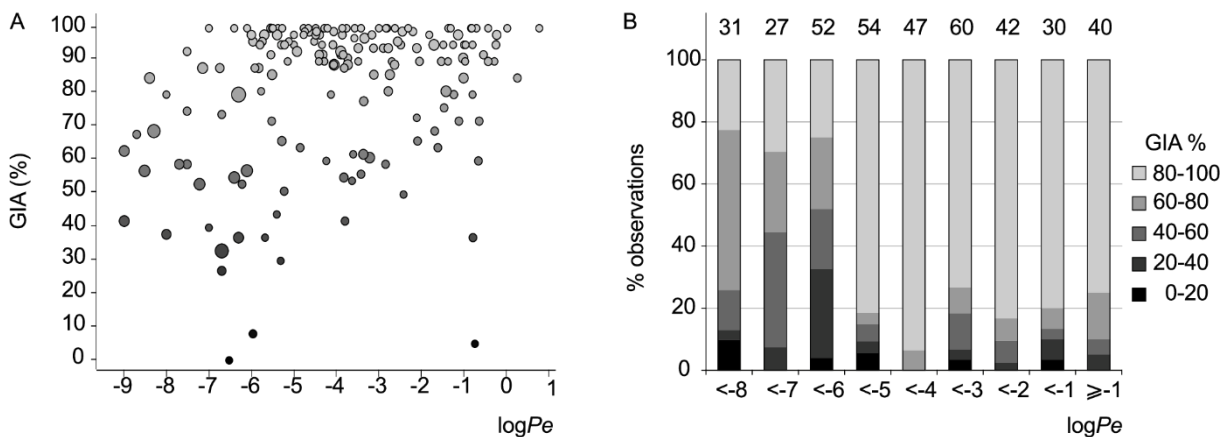 A
GIA (%)
100
90
80
70
60
50
40
30
20
10
0
-9 -8 -7 -6 -5 -4 -3 -2 -1 0 1
logPe
B
31 27 52 54 47 60 42 30 40
% observations
100
80
60
40
20
0
<-8 <-7 <-6 <-5 <-4 <-3 <-2 <-1 ⩾-1
logPe
GIA %
80-100
60-80
40-60
20-40
0-20